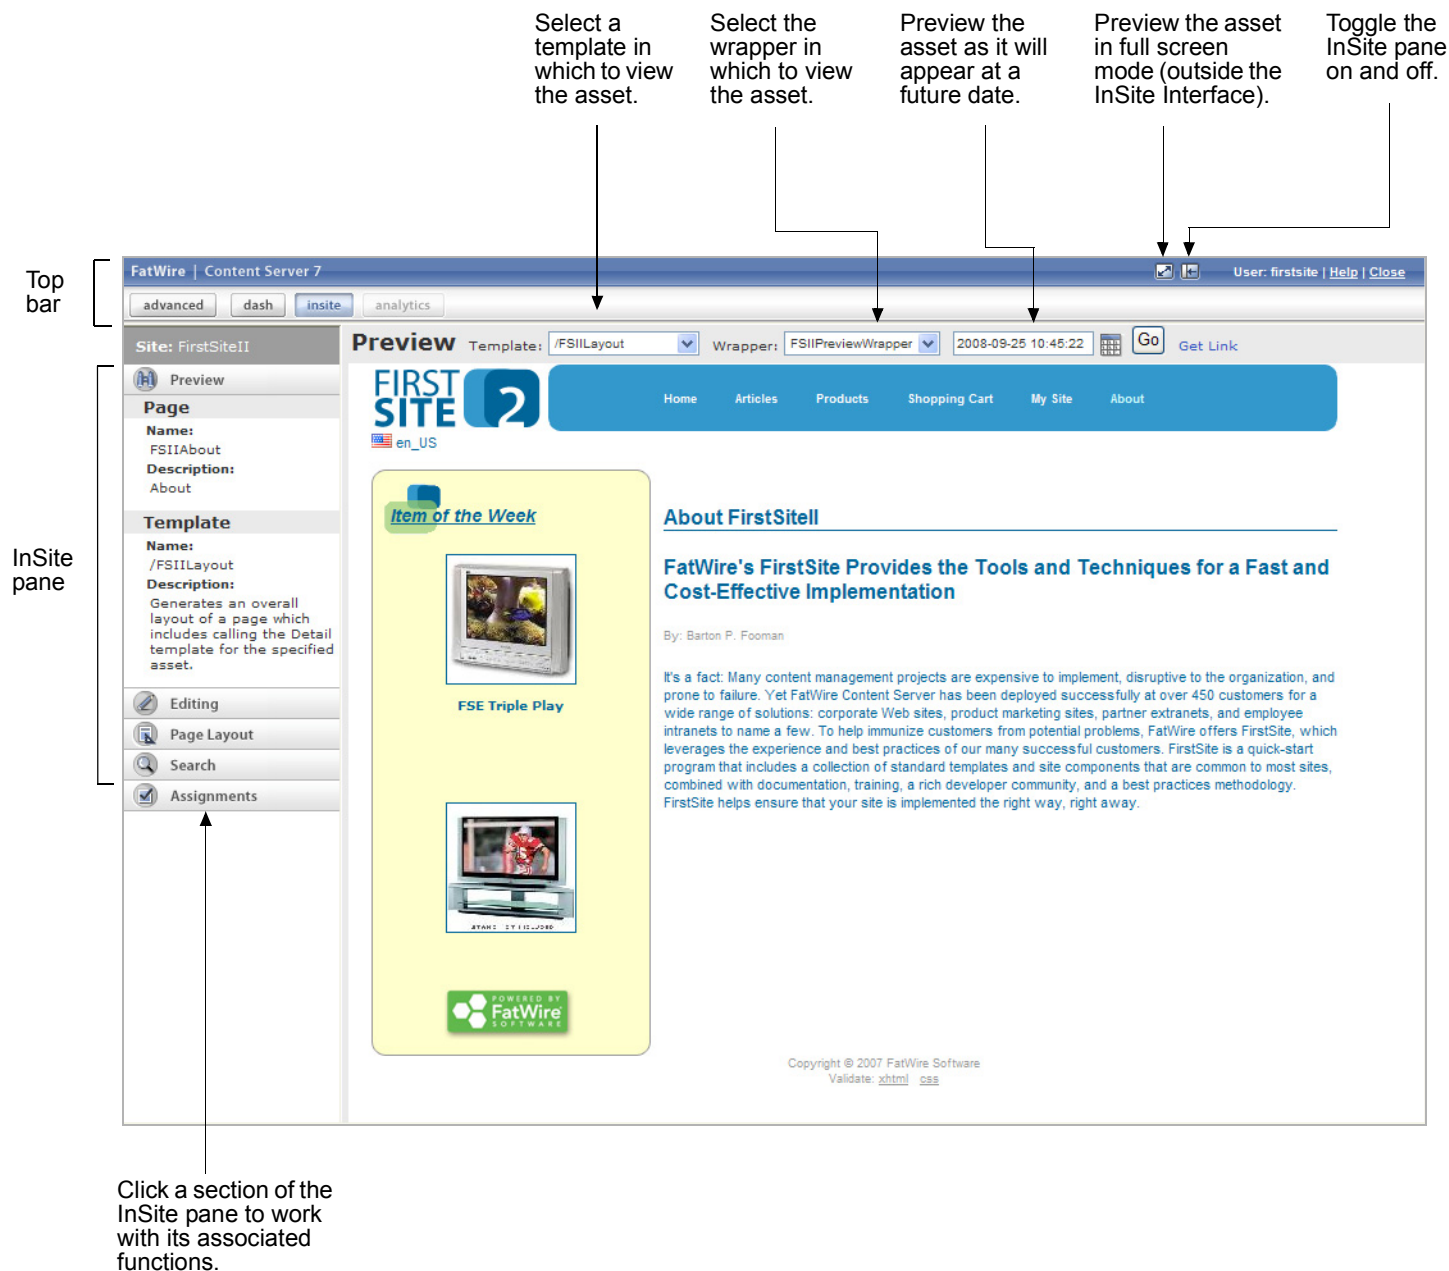 Select a
template in
which to view
the asset.
Select the
wrapper in
which to view
the asset.
Preview the
asset as it will
appear at a
future date.
Preview the asset
in full screen
mode (outside the
InSite Interface).
Toggle the
InSite pane
on and off.
Top
bar
FatWire | Content Server 7
User: firstsite | Help | Close
advanced dash insite analytics
Site: FirstSiteII
Preview Template: /FSIILayout Wrapper: FSIIPreviewWrapper 2008-09-25 10:45:22 Go Get Link
InSite
pane
Preview
Page
Name:
FSIIAbout
Description:
About
Template
Name:
/FSIILayout
Description:
Generates an overall
layout of a page which
includes calling the Detail
template for the specified
asset.
Editing
Page Layout
Search
Assignments
FIRST
SITE 2
Home Articles Products Shopping Cart My Site About
en_US
Item of the Week
FSE Triple Play
POWERED BY
FatWire
SOFTWARE
About FirstSiteII
FatWire's FirstSite Provides the Tools and Techniques for a Fast and
Cost-Effective Implementation
By: Barton P. Fooman
It's a fact: Many content management projects are expensive to implement, disruptive to the organization, and
prone to failure. Yet FatWire Content Server has been deployed successfully at over 450 customers for a
wide range of solutions: corporate Web sites, product marketing sites, partner extranets, and employee
intranets to name a few. To help immunize customers from potential problems, FatWire offers FirstSite, which
leverages the experience and best practices of our many successful customers. FirstSite is a quick-start
program that includes a collection of standard templates and site components that are common to most sites,
combined with documentation, training, a rich developer community, and a best practices methodology.
FirstSite helps ensure that your site is implemented the right way, right away.
Copyright © 2007 FatWire Software
Validate: xhtml css
Click a section of the
InSite pane to work
with its associated
functions.